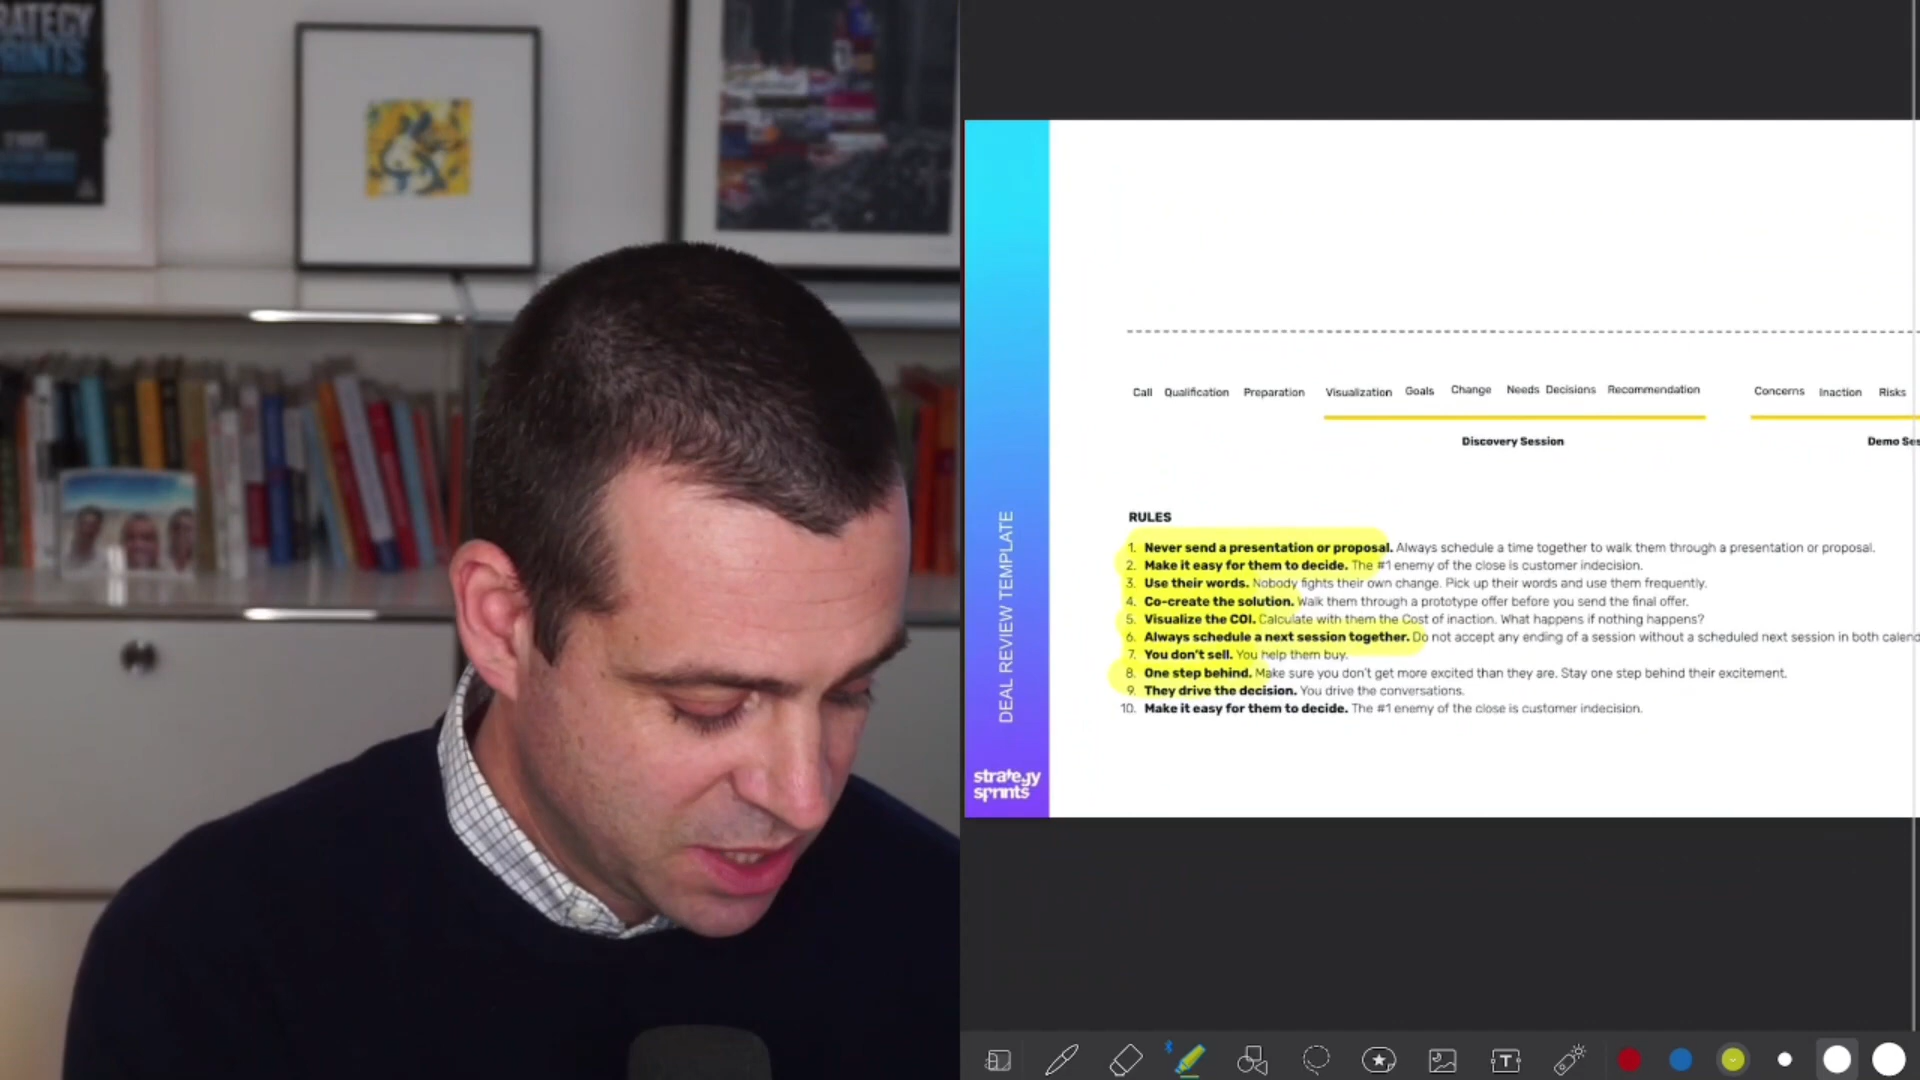 RATEGY
RINTS
Call Qualification Preparation Visualization Goals Change Needs Decisions Recommendation Concerns Inaction Risks
Discovery Session Demo Ses
RULES
1. Never send a presentation or proposal. Always schedule a time together to walk them through a presentation or proposal.
2. Make it easy for them to decide. The #1 enemy of the close is customer indecision.
3. Use their words. Nobody fights their own change. Pick up their words and use them frequently.
4. Co-create the solution. Walk them through a prototype offer before you send the final offer.
5. Visualize the COI. Calculate with them the Cost of inaction. What happens if nothing happens?
6. Always schedule a next session together. Do not accept any ending of a session without a scheduled next session in both calend
7. You don't sell. You help them buy.
8. One step behind. Make sure you don't get more excited than they are. Stay one step behind their excitement.
9. They drive the decision. You drive the conversations.
10. Make it easy for them to decide. The #1 enemy of the close is customer indecision.
DEAL REVIEW TEMPLATE
strategy
sprints